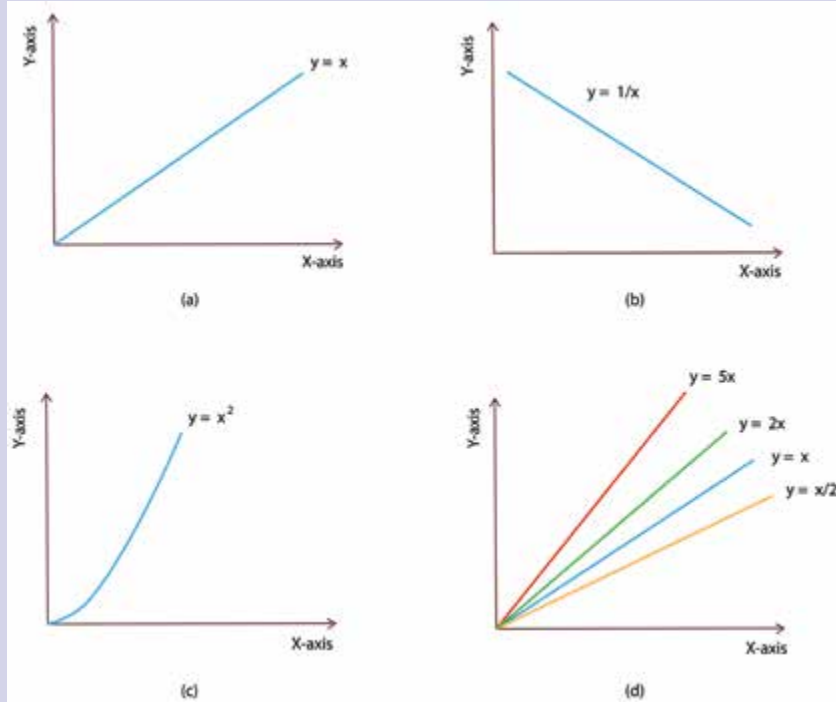 Y-axis
y = x
X-axis
(a)
Y-axis
y = 1/x
X-axis
(b)
Y-axis
y = x²
X-axis
(c)
Y-axis
y = 5x
y = 2x
y = x
y = x/2
X-axis
(d)